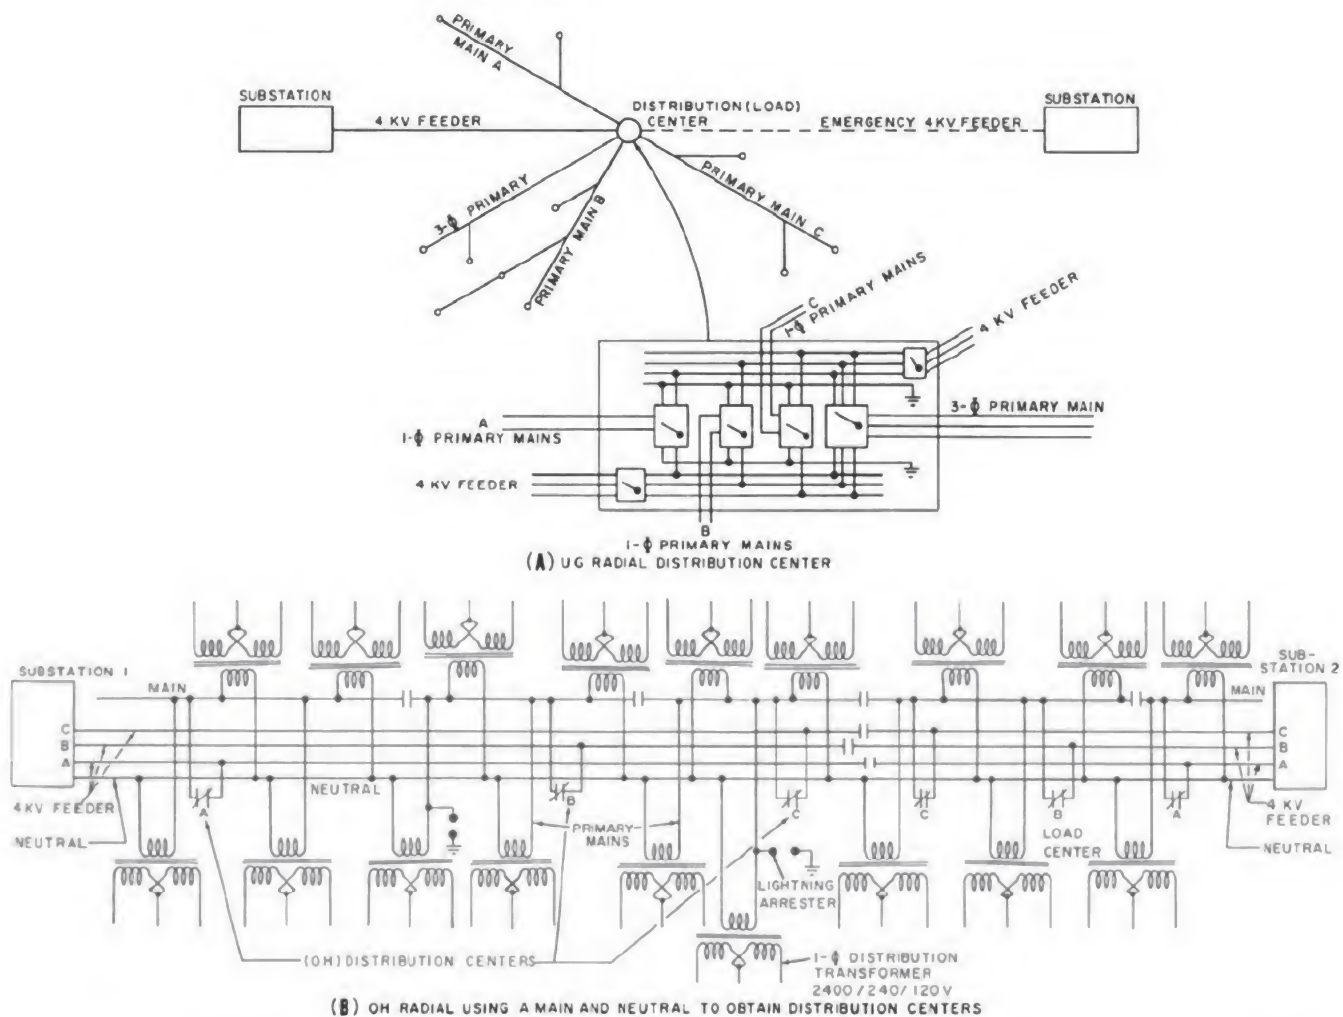 PRIMARY
MAIN A
SUBSTATION
4 KV FEEDER
DISTRIBUTION (LOAD)
CENTER
EMERGENCY 4KV FEEDER
SUBSTATION
3-ϕ PRIMARY
PRIMARY MAIN B
PRIMARY MAIN C
C
1-ϕ PRIMARY MAINS
4 KV FEEDER
3-ϕ PRIMARY MAIN
A
1-ϕ PRIMARY MAINS
4 KV FEEDER
B
1-ϕ PRIMARY MAINS
(A) UG RADIAL DISTRIBUTION CENTER
SUBSTATION 1
SUB-
STATION 2
MAIN
MAIN
C
B
A
C
B
A
4KV FEEDER
NEUTRAL
NEUTRAL
A
B
C
C
B
A
PRIMARY
MAINS
LOAD
CENTER
4 KV
FEEDER
NEUTRAL
LIGHTNING
ARRESTER
(OH) DISTRIBUTION CENTERS
1-ϕ DISTRIBUTION
TRANSFORMER
2400/240/120V
(B) OH RADIAL USING A MAIN AND NEUTRAL TO OBTAIN DISTRIBUTION CENTERS